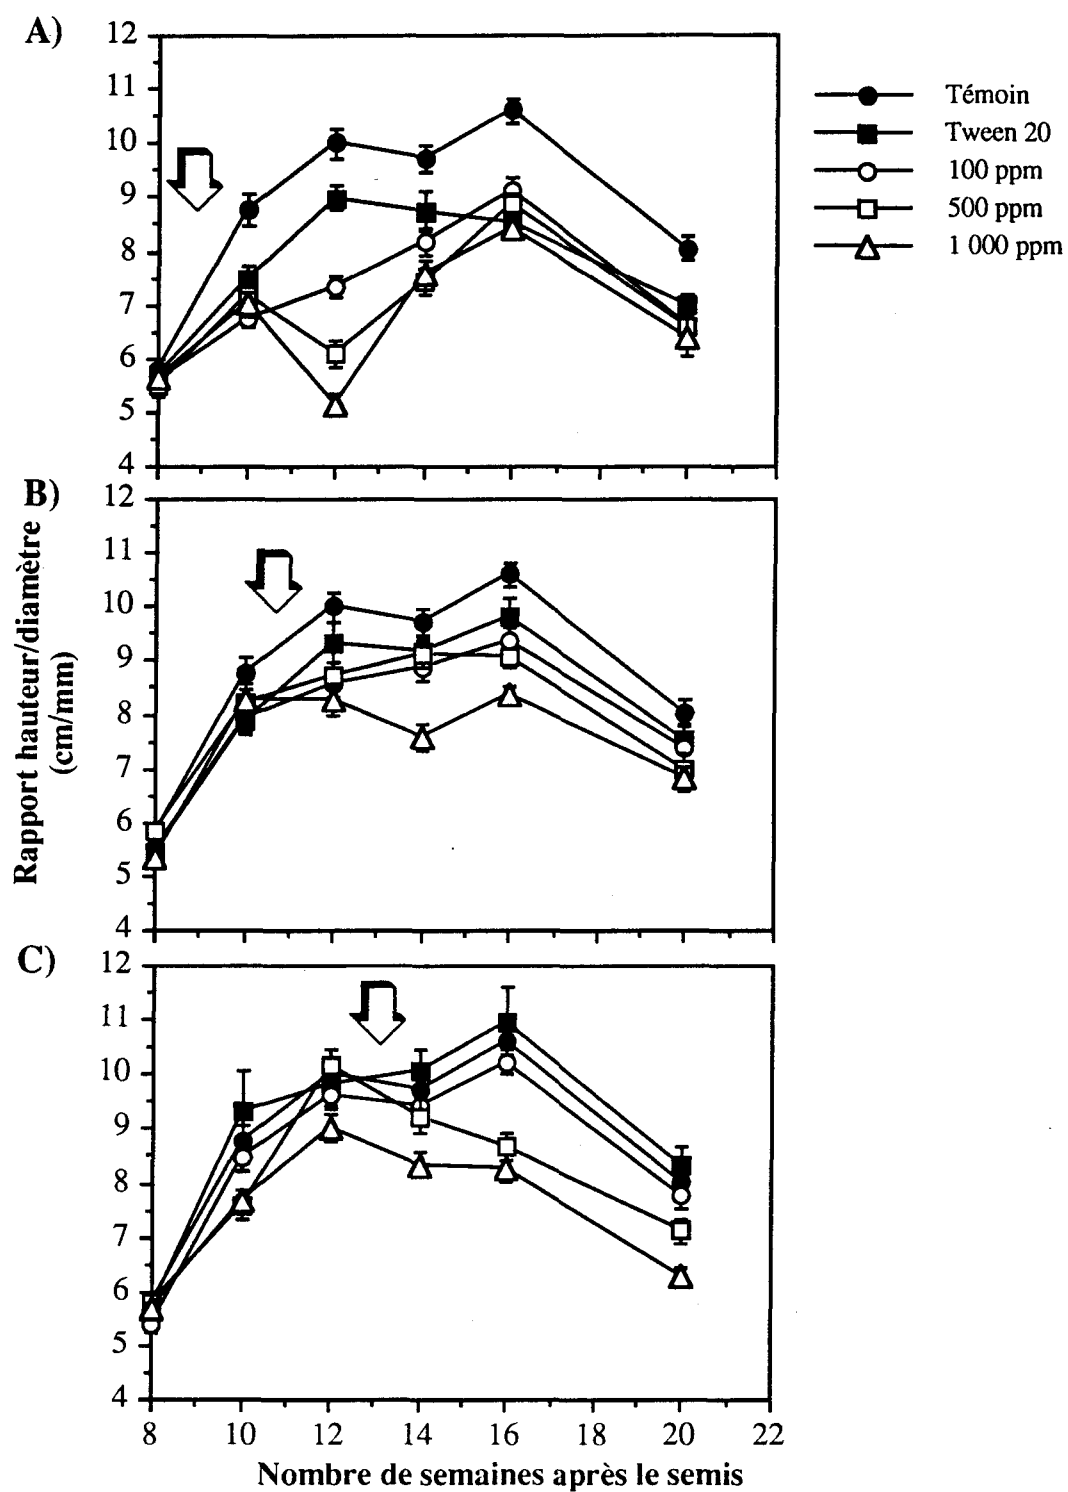 A)
12
11
10
9
8
7
6
5
4
Témoin
Tween 20
100 ppm
500 ppm
1 000 ppm
B)
12
11
10
9
8
7
6
5
4
Rapport hauteur/diamètre
(cm/mm)
C)
12
11
10
9
8
7
6
5
4
8 10 12 14 16 18 20 22
Nombre de semaines après le semis